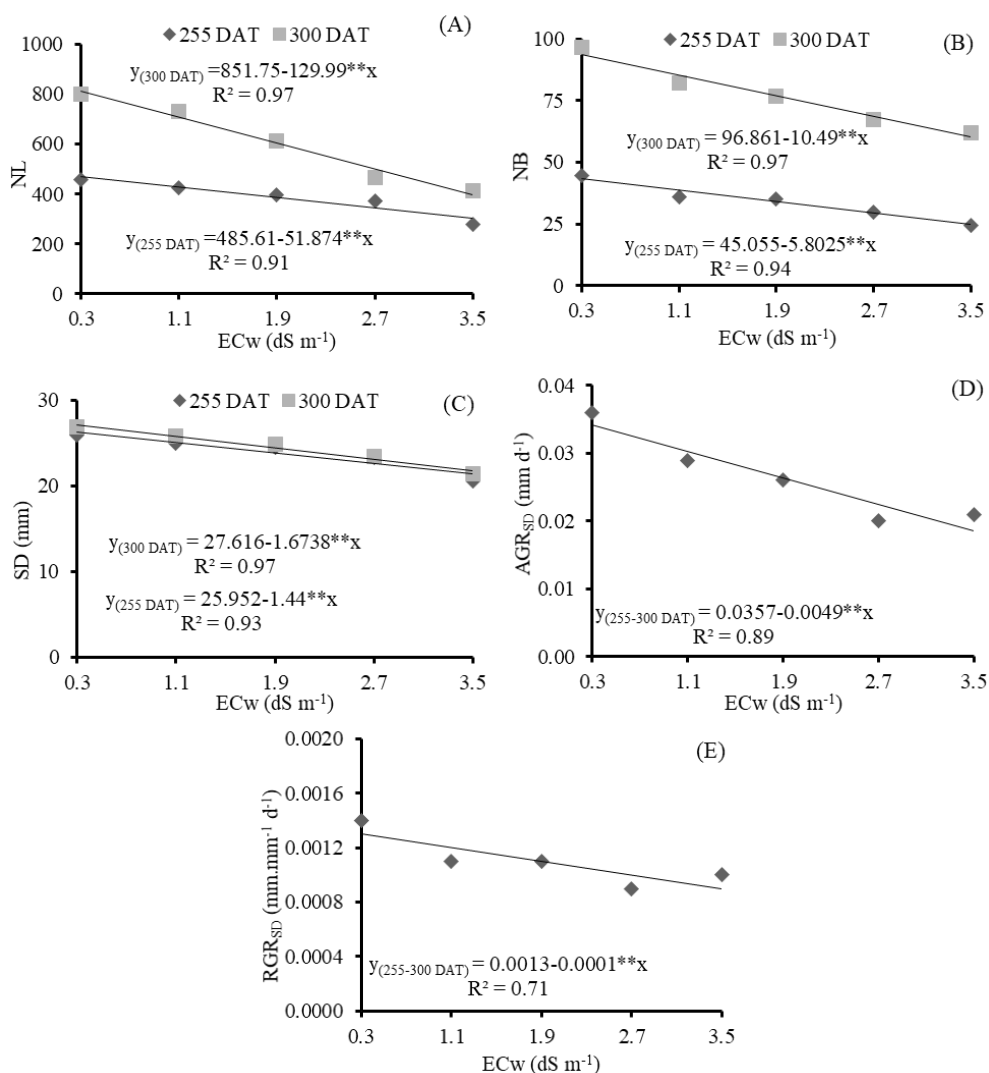 (A)
◆255 DAT ■300 DAT
1000
800
600
400
200
0
NL
y(300 DAT) =851.75-129.99**x
R² = 0.97
y(255 DAT) =485.61-51.874**x
R² = 0.91
0.3 1.1 1.9 2.7 3.5
ECw (dS m-1)
(B)
◆255 DAT ■300 DAT
100
75
50
25
0
NB
y(300 DAT) = 96.861-10.49**x
R² = 0.97
y(255 DAT) = 45.055-5.8025**x
R² = 0.94
0.3 1.1 1.9 2.7 3.5
ECw (dS m-1)
(C)
◆255 DAT ■300 DAT
30
20
10
0
SD (mm)
y(300 DAT) = 27.616-1.6738**x
R² = 0.97
y(255 DAT) = 25.952-1.44**x
R² = 0.93
0.3 1.1 1.9 2.7 3.5
ECw (dS m-1)
(D)
0.04
0.03
0.02
0.01
0.00
AGRSD (mm d-1)
y(255-300 DAT) = 0.0357-0.0049**x
R² = 0.89
0.3 1.1 1.9 2.7 3.5
ECw (dS m-1)
(E)
0.0020
0.0016
0.0012
0.0008
0.0004
0.0000
RGRSD (mm.mm-1 d-1)
y(255-300 DAT) = 0.0013-0.0001**x
R² = 0.71
0.3 1.1 1.9 2.7 3.5
ECw (dS m-1)